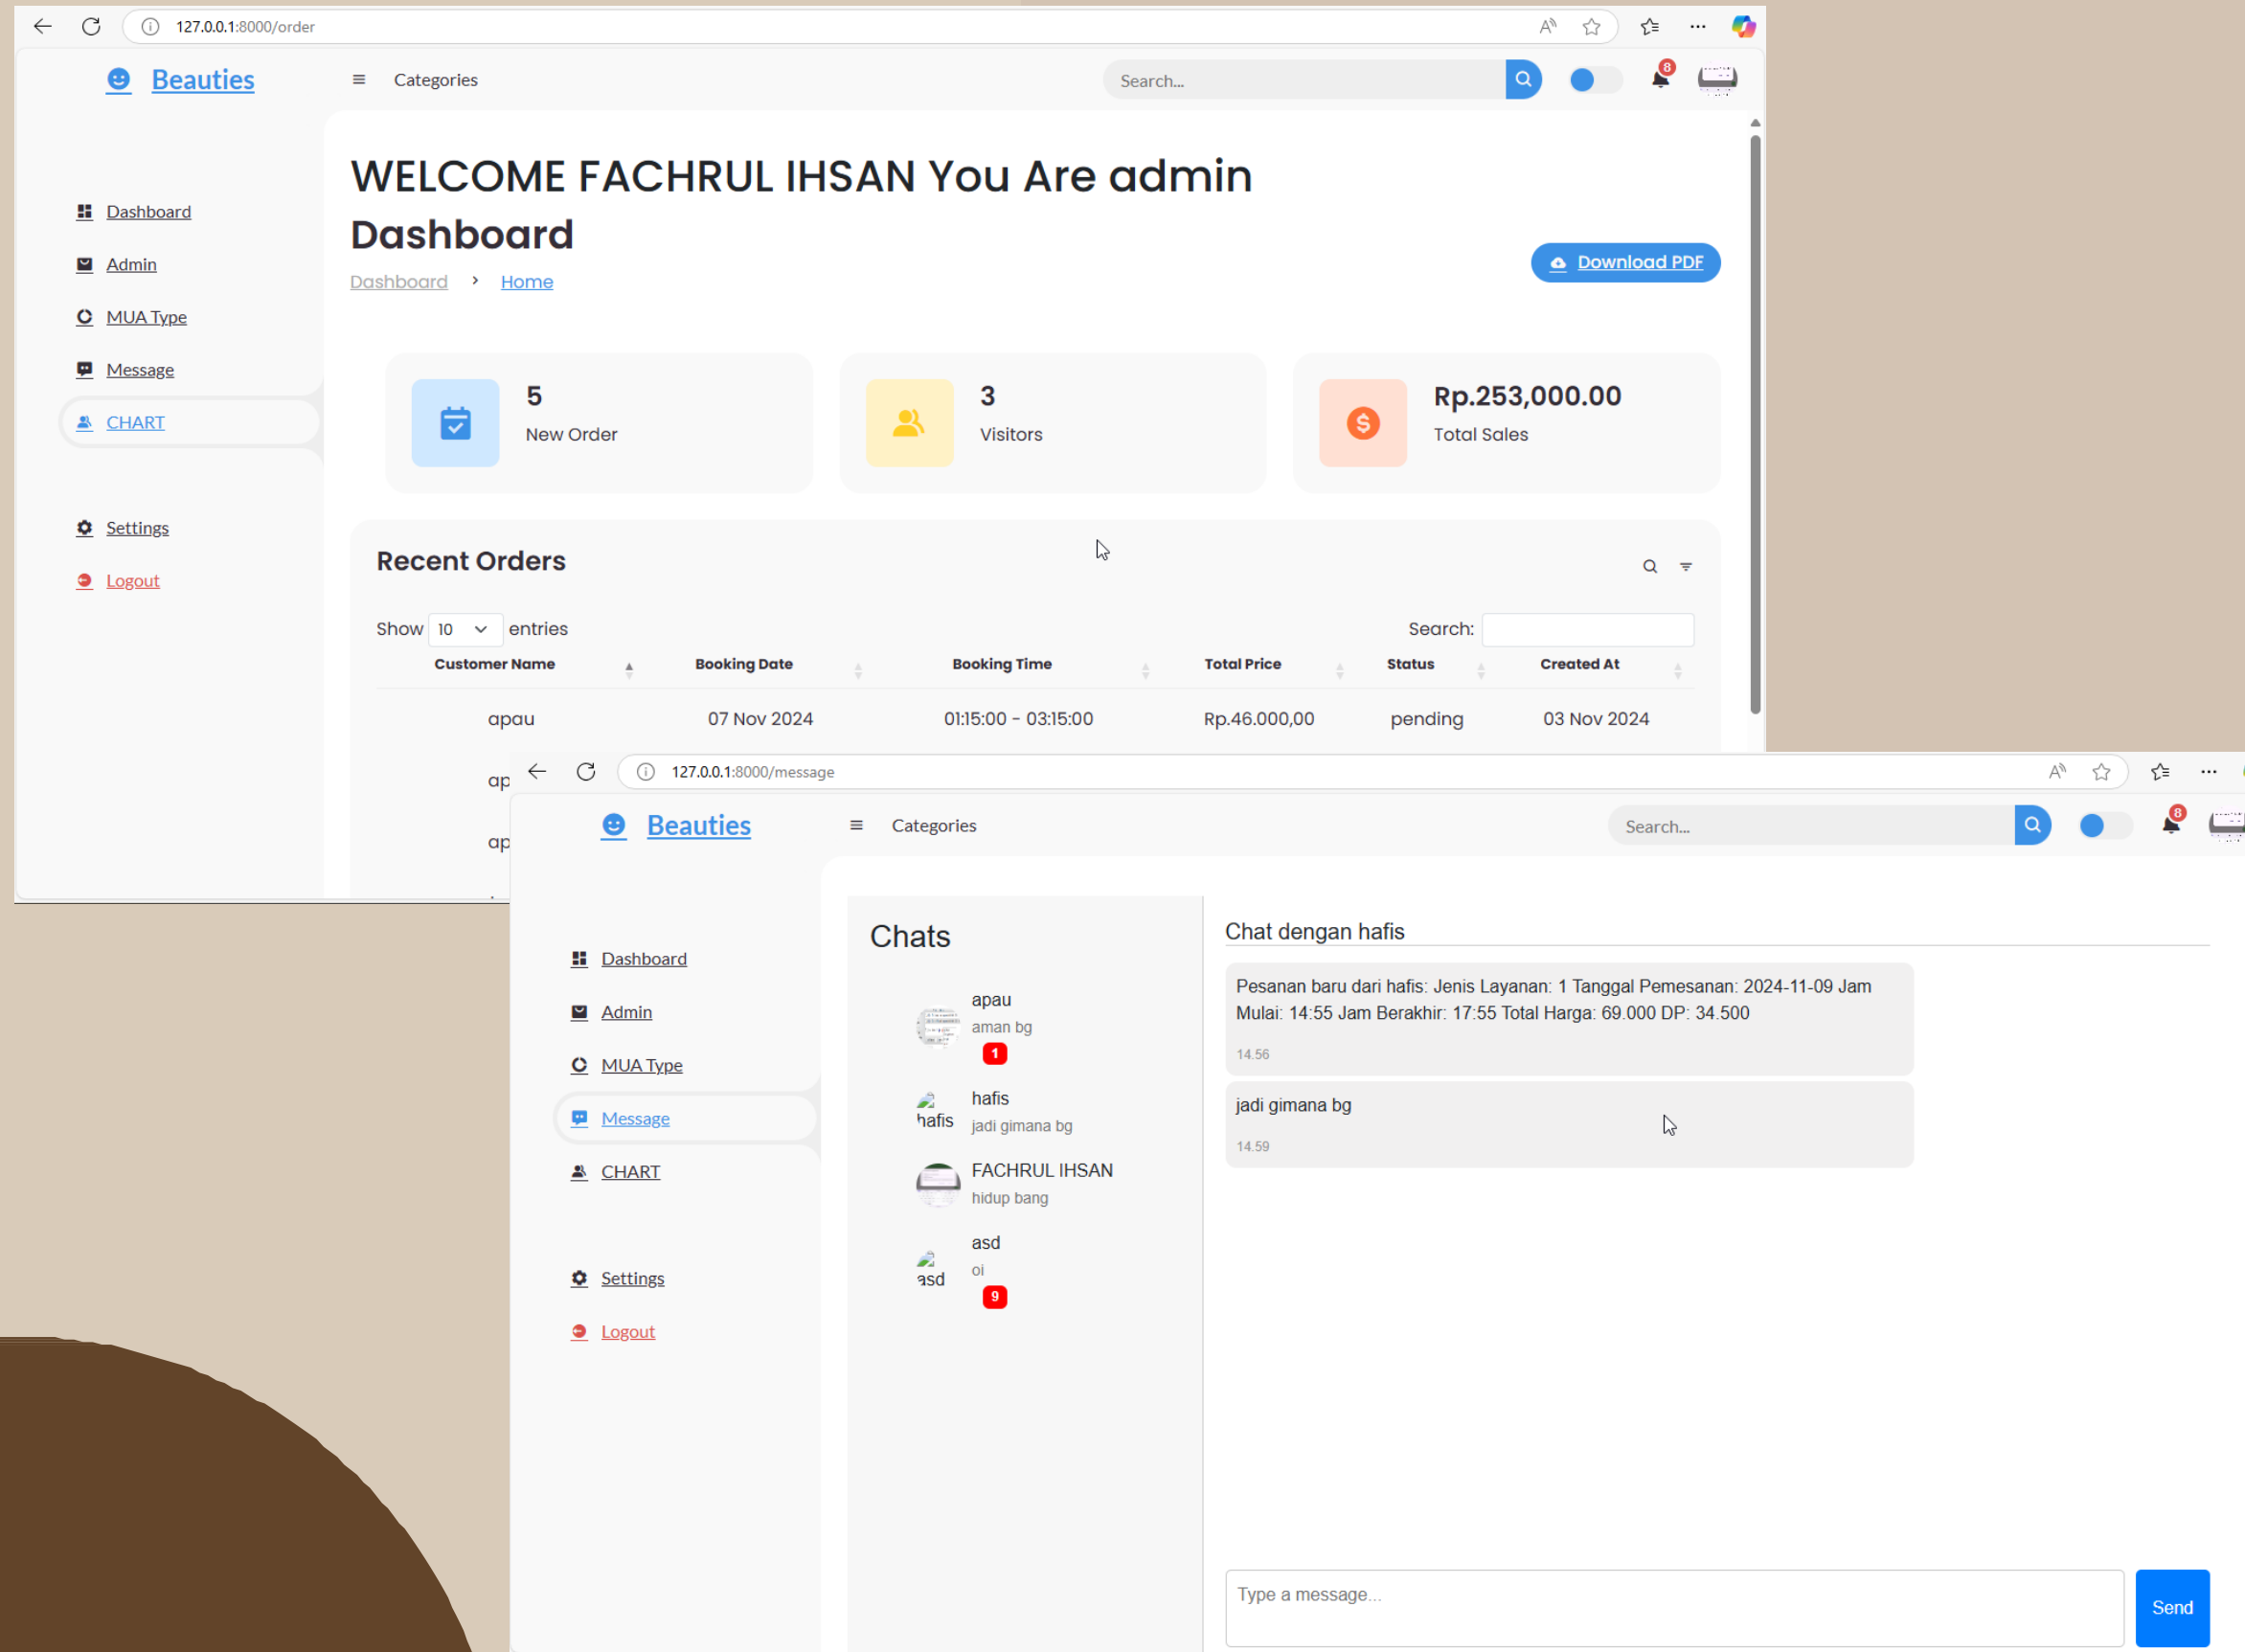 127.0.0.1:8000/order
Beauties
Categories
Search...
8
WELCOME FACHRUL IHSAN You Are admin
Dashboard
Dashboard > Home
Download PDF
Dashboard
Admin
MUA Type
Message
CHART
Settings
Logout
5
New Order
3
Visitors
Rp.253,000.00
Total Sales
Recent Orders
Show 10 entries
Search:
Customer Name Booking Date Booking Time Total Price Status Created At
apau 07 Nov 2024 01:15:00 - 03:15:00 Rp.46.000,00 pending 03 Nov 2024
ap
ap
127.0.0.1:8000/message
Beauties
Categories
Search...
8
Dashboard
Admin
MUA Type
Message
CHART
Settings
Logout
Chats
apau
aman bg
1
hafis
hafis
jadi gimana bg
FACHRUL IHSAN
hidup bang
asd
asd
oi
9
Chat dengan hafis
Pesanan baru dari hafis: Jenis Layanan: 1 Tanggal Pemesanan: 2024-11-09 Jam
Mulai: 14:55 Jam Berakhir: 17:55 Total Harga: 69.000 DP: 34.500
14.56
jadi gimana bg
14.59
Type a message...
Send